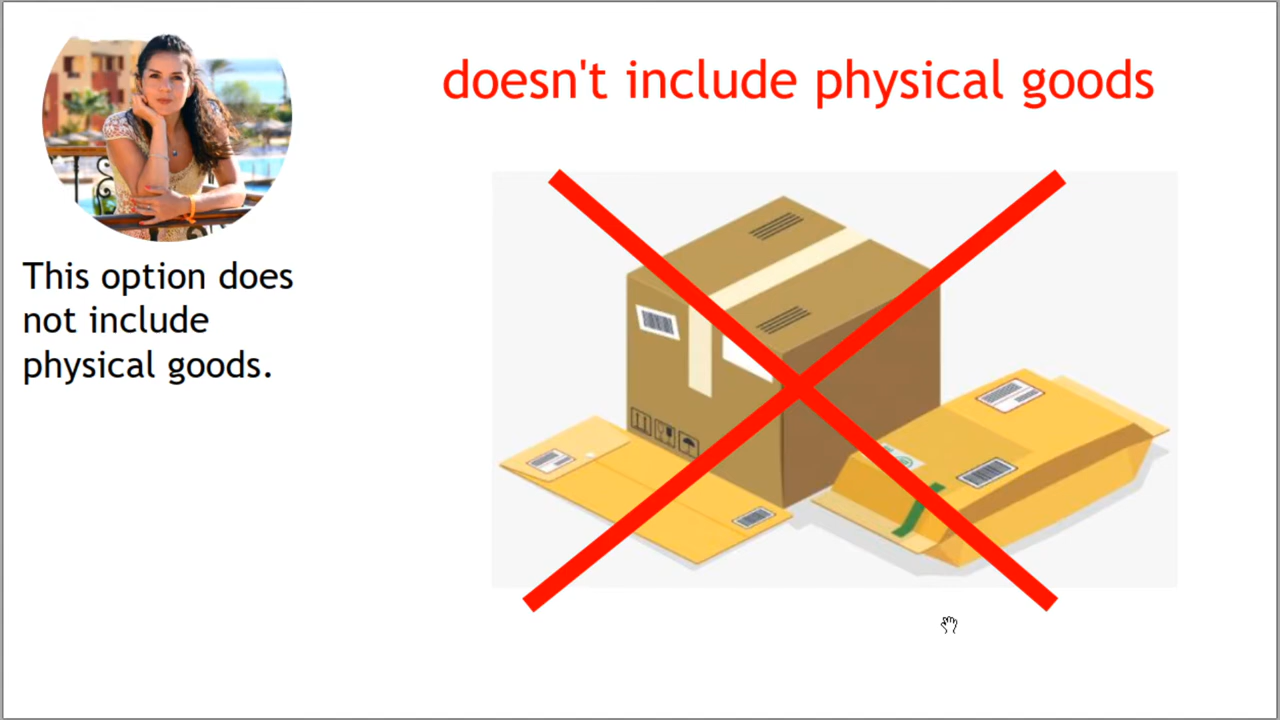 doesn't include physical goods
This option does
not include
physical goods.